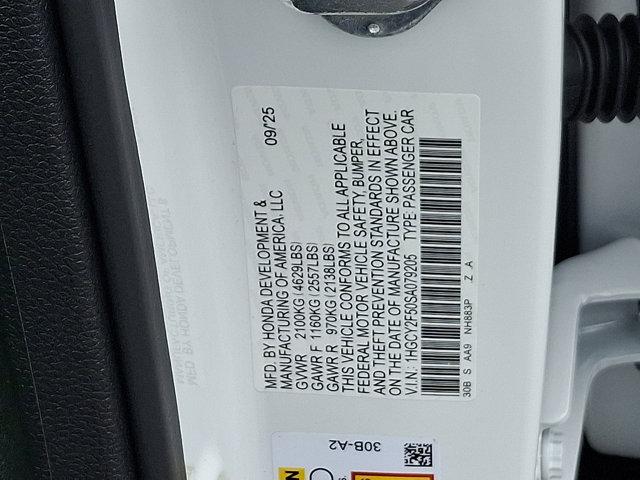 MFD. BY HONDA DEVELOPMENT &
MANUFACTURING OF AMERICA, LLC 09/'25
GVWR 2100KG (4629LBS)
GAWR F 1160KG (2557LBS)
GAWR R 970KG (2138LBS)
THIS VEHICLE CONFORMS TO ALL APPLICABLE
FEDERAL MOTOR VEHICLE SAFETY, BUMPER,
AND THEFT PREVENTION STANDARDS IN EFFECT
ON THE DATE OF MANUFACTURE SHOWN ABOVE.
V.I.N.: 1HGCY2F50SA079205 TYPE: PASSENGER CAR
30B S AA9 NH883P Z A
30B-A2